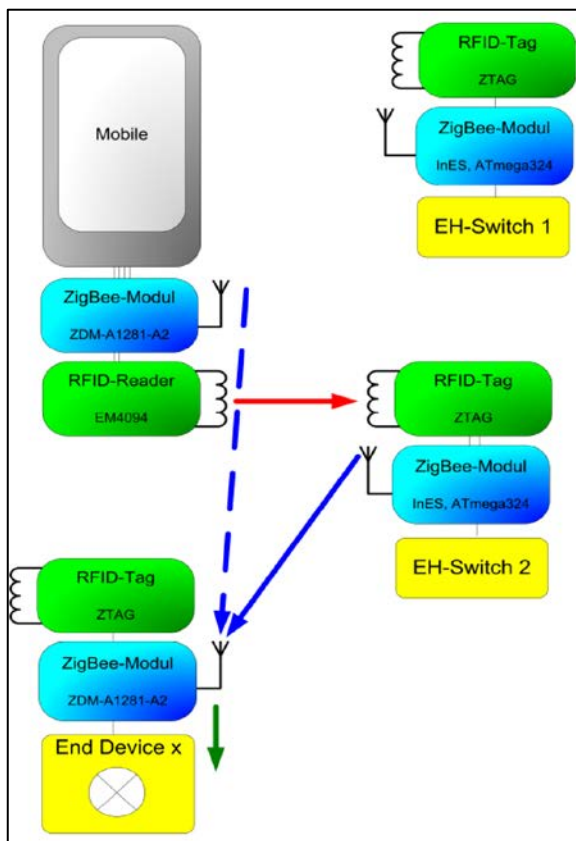 Mobile
ZigBee-Modul
ZDM-A1281-A2
RFID-Reader
EM4094
RFID-Tag
ZTAG
ZigBee-Modul
InES, ATmega324
EH-Switch 1
RFID-Tag
ZTAG
ZigBee-Modul
InES, ATmega324
EH-Switch 2
RFID-Tag
ZTAG
ZigBee-Modul
ZDM-A1281-A2
End Device x